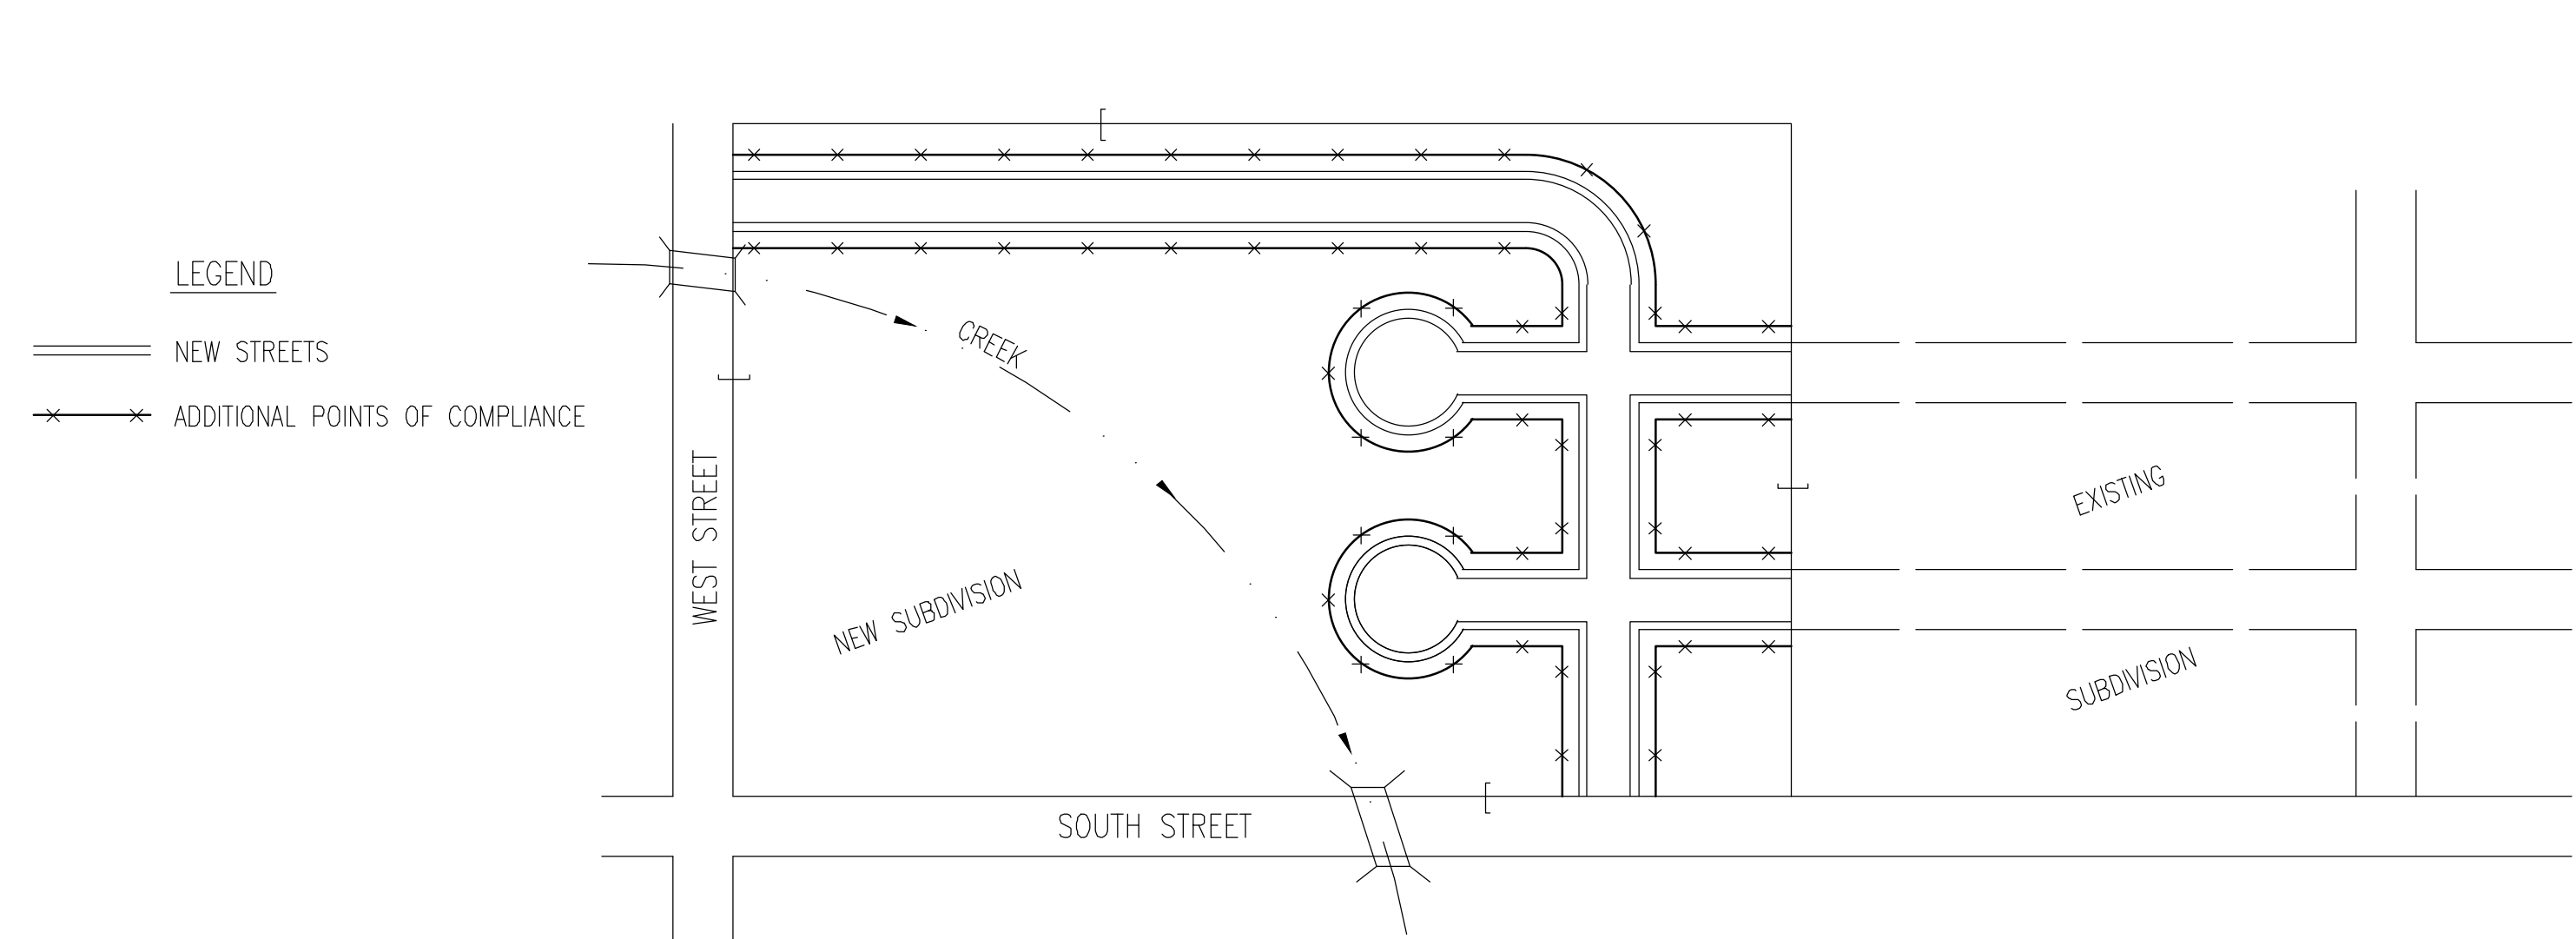 LEGEND
NEW STREETS
ADDITIONAL POINTS OF COMPLIANCE
CREEK
WEST STREET
NEW SUBDIVISION
EXISTING
SUBDIVISION
SOUTH STREET